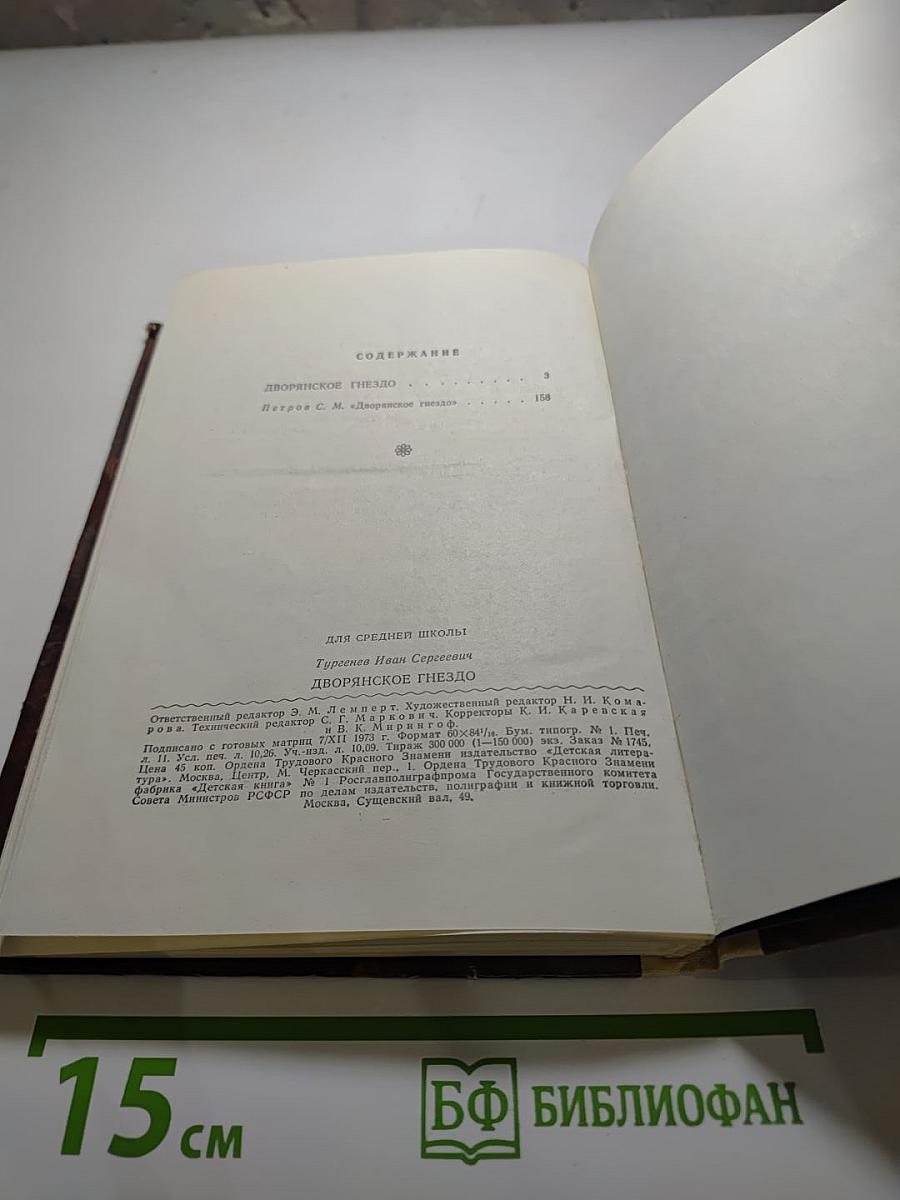 СОДЕРЖАНИЕ
ДВОРЯНСКОЕ ГНЕЗДО . . . . . . . . . 3
Петров С. М. «Дворянское гнездо» . . . . . 158
ДЛЯ СРЕДНЕЙ ШКОЛЫ
Тургенев Иван Сергеевич
ДВОРЯНСКОЕ ГНЕЗДО
Ответственный редактор Э. М. Лемперт. Художественный редактор Н. И. Кома-
рова. Технический редактор С. Г. Маркович. Корректоры К. И. Каревская
и В. К. Мирингоф.
Подписано с готовых матриц 7/XII 1973 г. Формат 60×84¹/₁₆. Бум. типогр. № 1. Печ.
л. 11. Усл. печ. л. 10,26. Уч.-изд. л. 10,09. Тираж 300 000 (1—150 000) экз. Заказ № 1745.
Цена 45 коп. Ордена Трудового Красного Знамени издательство «Детская литера-
тура». Москва, Центр, М. Черкасский пер., 1. Ордена Трудового Красного Знамени
фабрика «Детская книга» № 1 Росглавполиграфпрома Государственного комитета
Совета Министров РСФСР по делам издательств, полиграфии и книжной торговли.
Москва, Сущевский вал, 49.
15 см
БФ БИБЛИОФАН